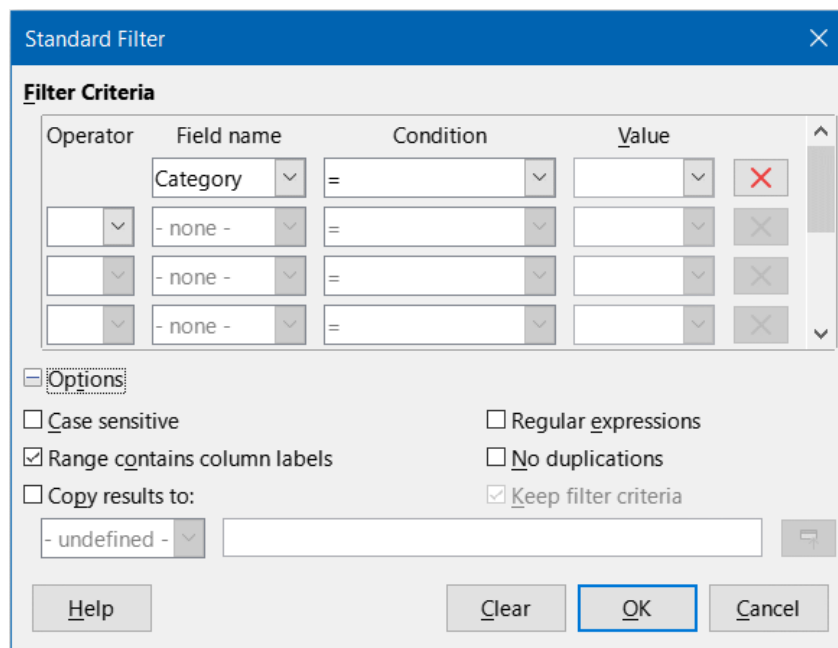 Standard Filter
Filter Criteria
Operator Field name Condition Value
Category =
- none - =
- none - =
- none - =
Options
Case sensitive Regular expressions
Range contains column labels No duplications
Copy results to: Keep filter criteria
- undefined -
Help Clear OK Cancel